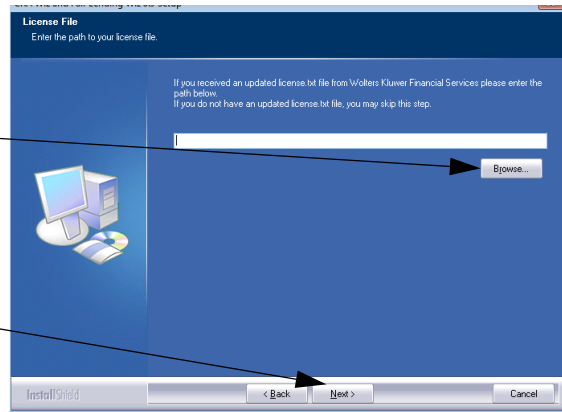 License File
Enter the path to your license file.
If you received an updated license.txt file from Wolters Kluwer Financial Services please enter the
path below.
If you do not have an updated license.txt file, you may skip this step.
Browse...
InstallShield
< Back
Next >
Cancel